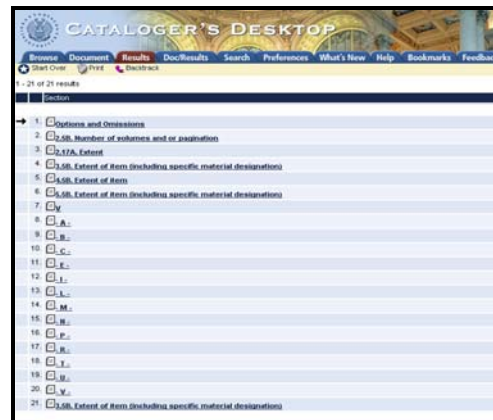 CATALOGER'S DESKTOP
Browse Document Results Doc/Results Search Preferences What's New Help Bookmarks Feedbac
Start Over Print Backtrack
1 - 21 of 21 results
Section
1. Options and Omissions
2. 2.5B. Number of volumes and or pagination
3. 2.17A. Extent
4. 3.5B. Extent of item (including specific material designation)
5. 4.5B. Extent of item
6. 5.5B. Extent of item (including specific material designation)
7. V
8. - A -
9. - B -
10. - C -
11. - E -
12. - I -
13. - L -
14. - M -
15. - N -
16. - P -
17. - R -
18. - T -
19. - U -
20. - V -
21. 3.5B. Extent of item (including specific material designation)